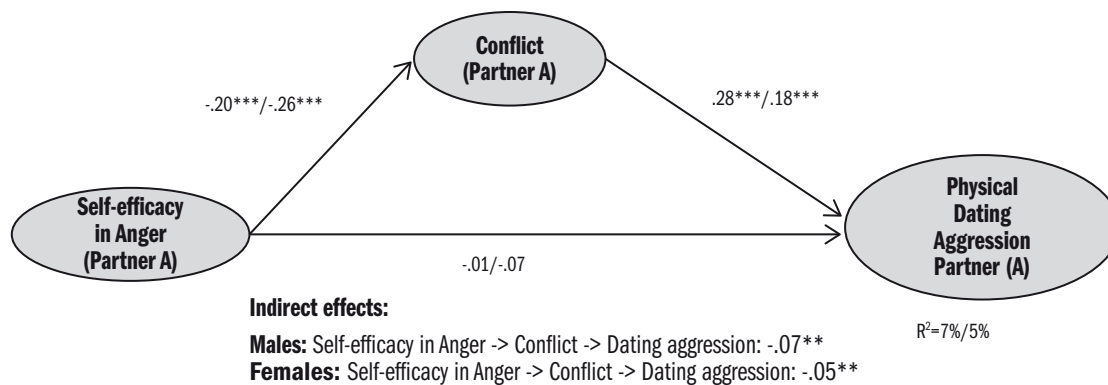 Conflict
(Partner A)
-.20***/-.26***
.28***/.18***
Self-efficacy
in Anger
(Partner A)
Physical
Dating
Aggression
Partner (A)
-.01/-.07
Indirect effects:
Males: Self-efficacy in Anger -> Conflict -> Dating aggression: -.07**
Females: Self-efficacy in Anger -> Conflict -> Dating aggression: -.05**
R²=7%/5%